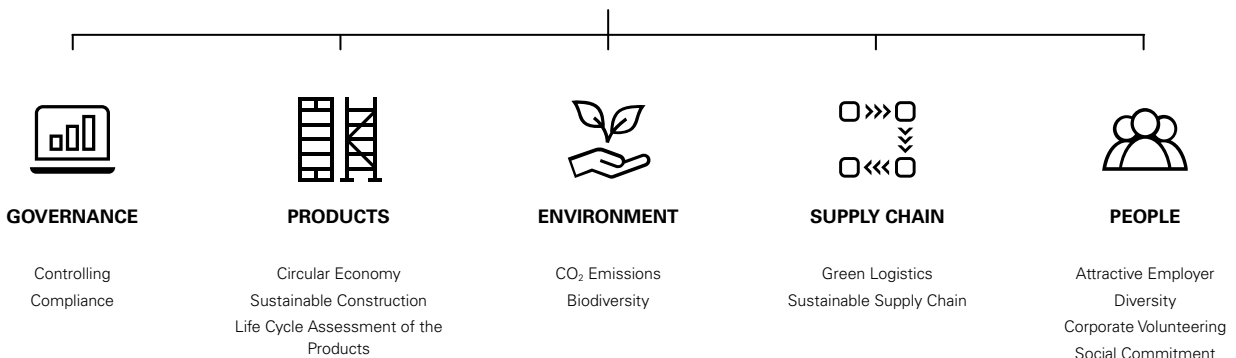 GOVERNANCE
Controlling
Compliance
PRODUCTS
Circular Economy
Sustainable Construction
Life Cycle Assessment of the
Products
ENVIRONMENT
CO₂ Emissions
Biodiversity
SUPPLY CHAIN
Green Logistics
Sustainable Supply Chain
PEOPLE
Attractive Employer
Diversity
Corporate Volunteering
Social Commitment